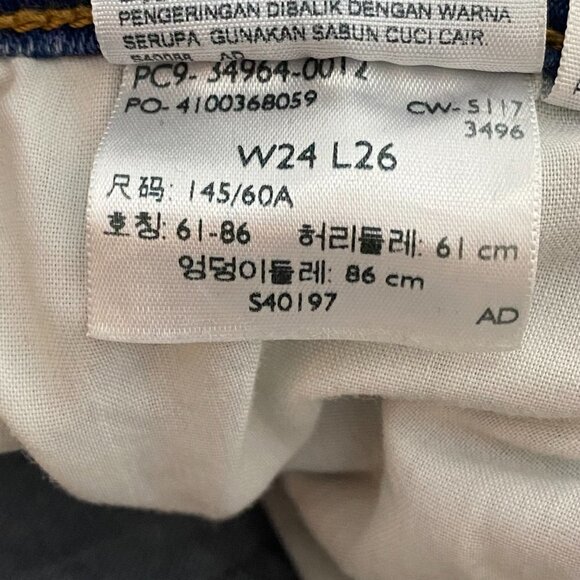 PENGERINGAN DIBALIK DENGAN WARNA
SERUPA GUNAKAN SABUN CUCI CAIR.
AD
PC9-34964-0012
PO-4100368059
CW-5117
3496
W24 L26
尺码: 145/60A
호칭: 61-86 허리둘레: 61 cm
엉덩이둘레: 86 cm
S40197
AD